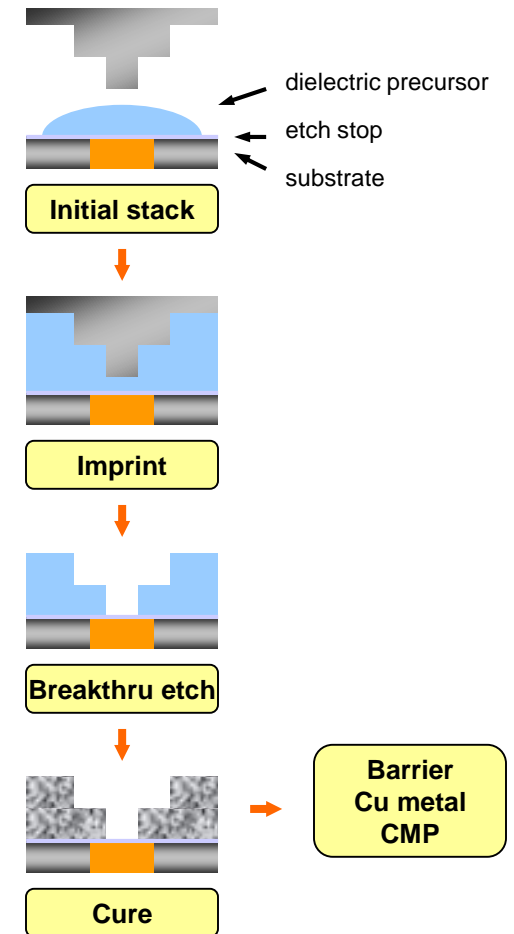 dielectric precursor
etch stop
substrate
Initial stack
Imprint
Breakthru etch
Barrier
Cu metal
CMP
Cure